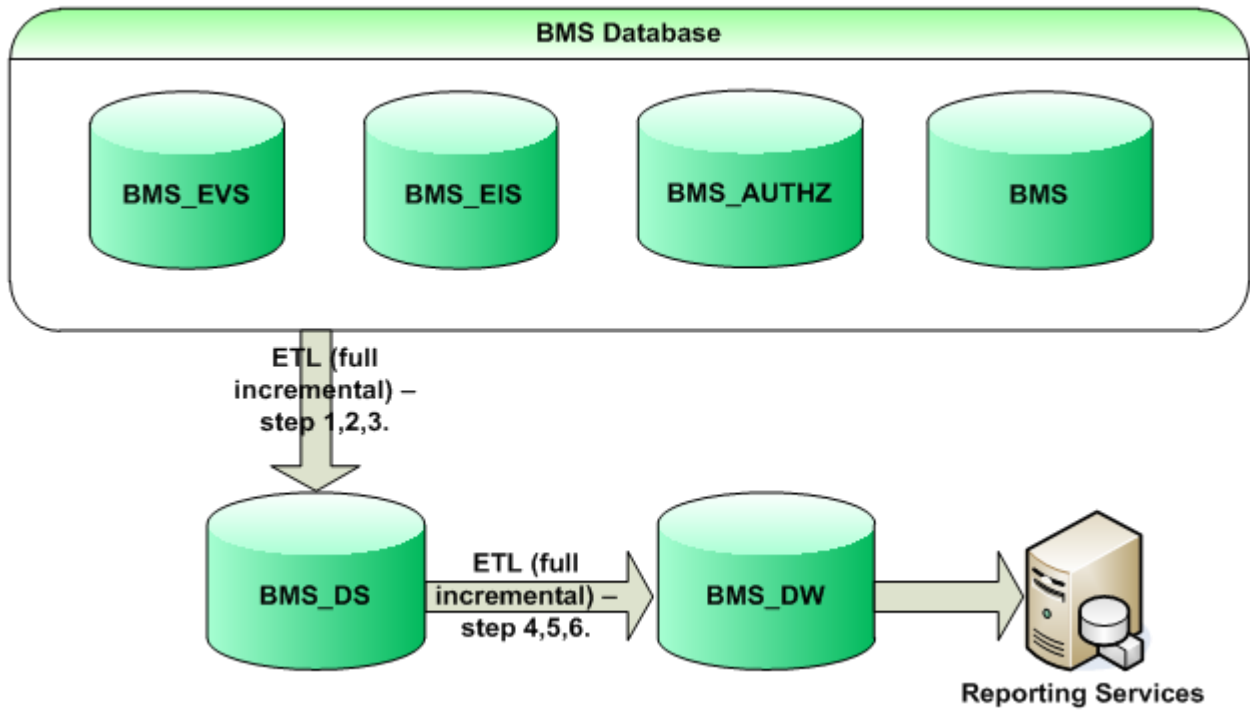 BMS Database
BMS_EVS
BMS_EIS
BMS_AUTHZ
BMS
ETL (full
incremental) –
step 1,2,3.
BMS_DS
ETL (full
incremental) –
step 4,5,6.
BMS_DW
Reporting Services